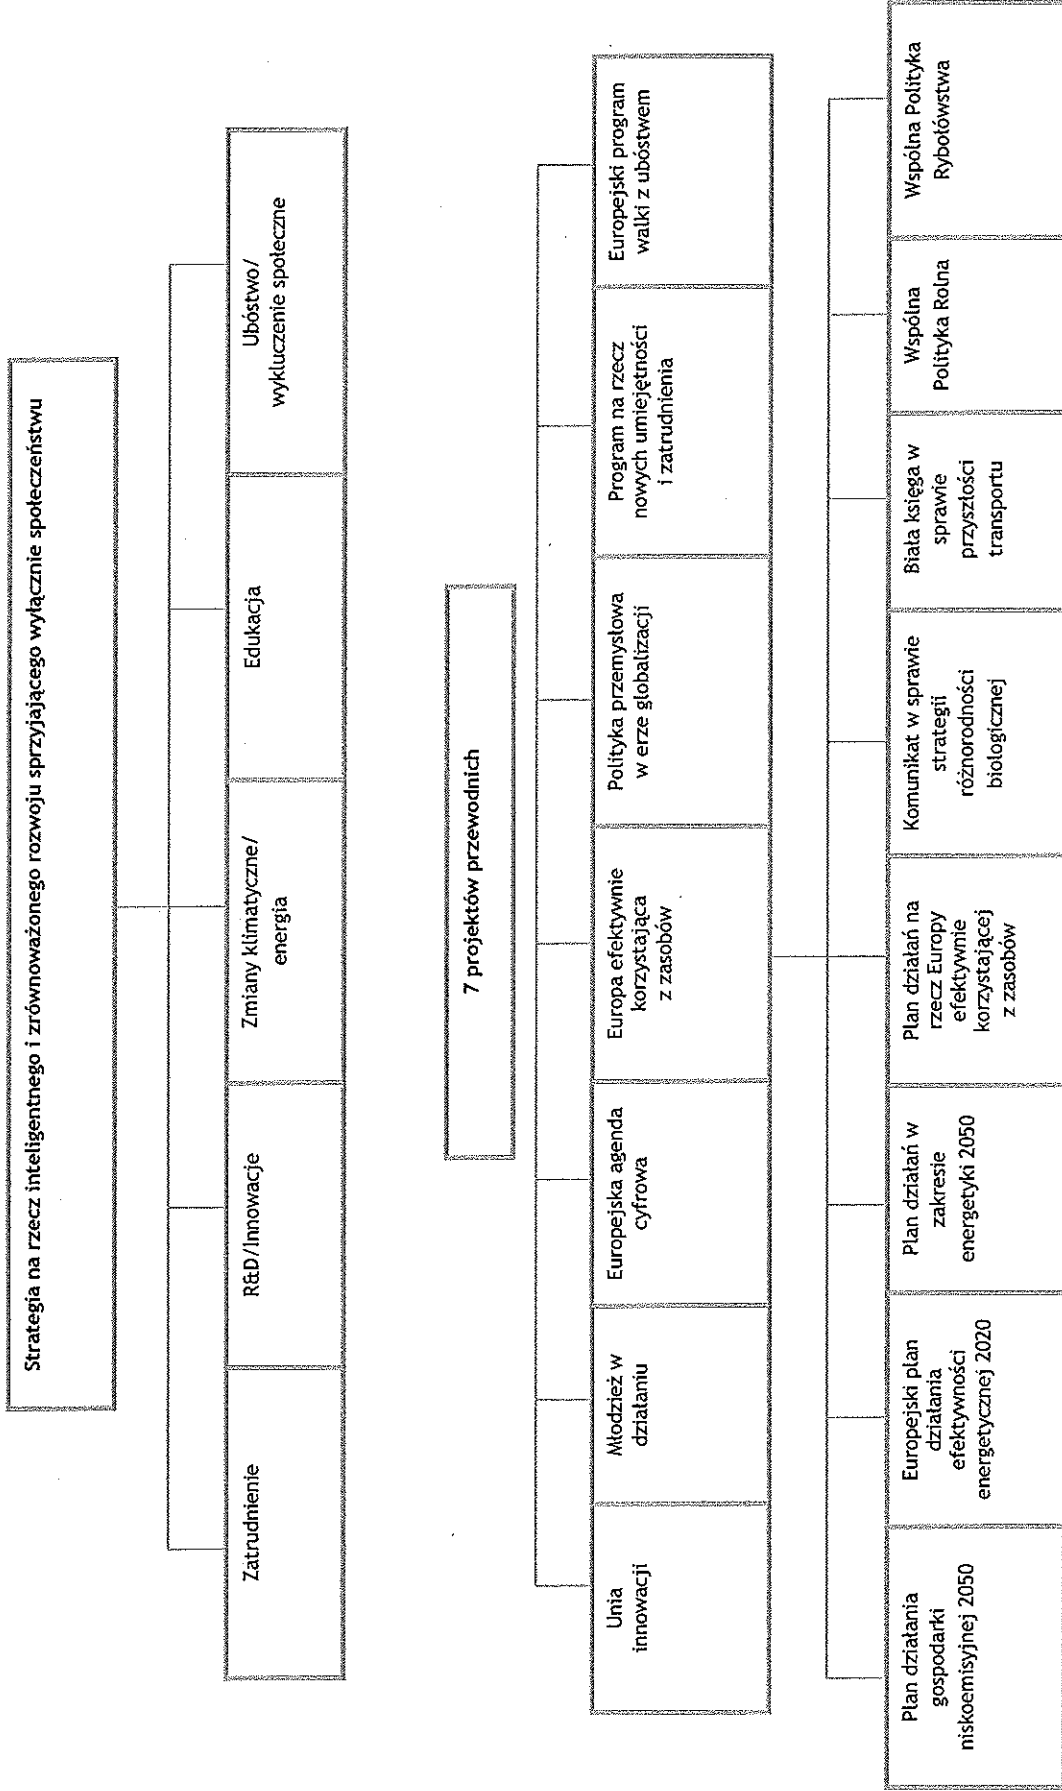 Strategia na rzecz inteligentnego i zrównoważonego rozwoju sprzyjającego wyłącznie społeczeństwu
Zatrudnienie
R&D/Innowacje
Zmiany klimatyczne/
energia
Edukacja
Ubóstwo/
wykluczenie społeczne
7 projektów przewodnich
Unia
innowacji
Młodzież w
działaniu
Europejska agenda
cyfrowa
Europa efektywnie
korzystająca
z zasobów
Polityka przemysłowa
w erze globalizacji
Program na rzecz
nowych umiejętności
i zatrudnienia
Europejski program
walki z ubóstwem
Plan działania
gospodarki
niskoemisyjnej 2050
Europejski plan
działania
efektywności
energetycznej 2020
Plan działań w
zakresie
energetyki 2050
Plan działań na
rzecz Europy
efektywnie
korzystającej
z zasobów
Komunikat w sprawie
strategii
różnorodności
biologicznej
Biała księga w
sprawie
przyszłości
transportu
Wspólna
Polityka Rolna
Wspólna Polityka
Rybołówstwa